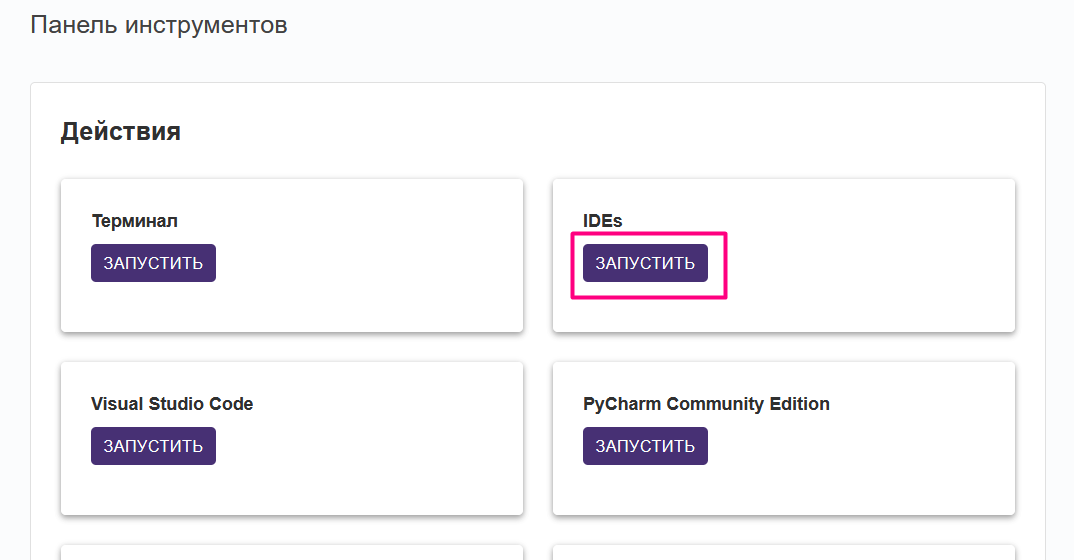 Панель инструментов
Действия
Терминал
ЗАПУСТИТЬ
IDEs
ЗАПУСТИТЬ
Visual Studio Code
ЗАПУСТИТЬ
PyCharm Community Edition
ЗАПУСТИТЬ